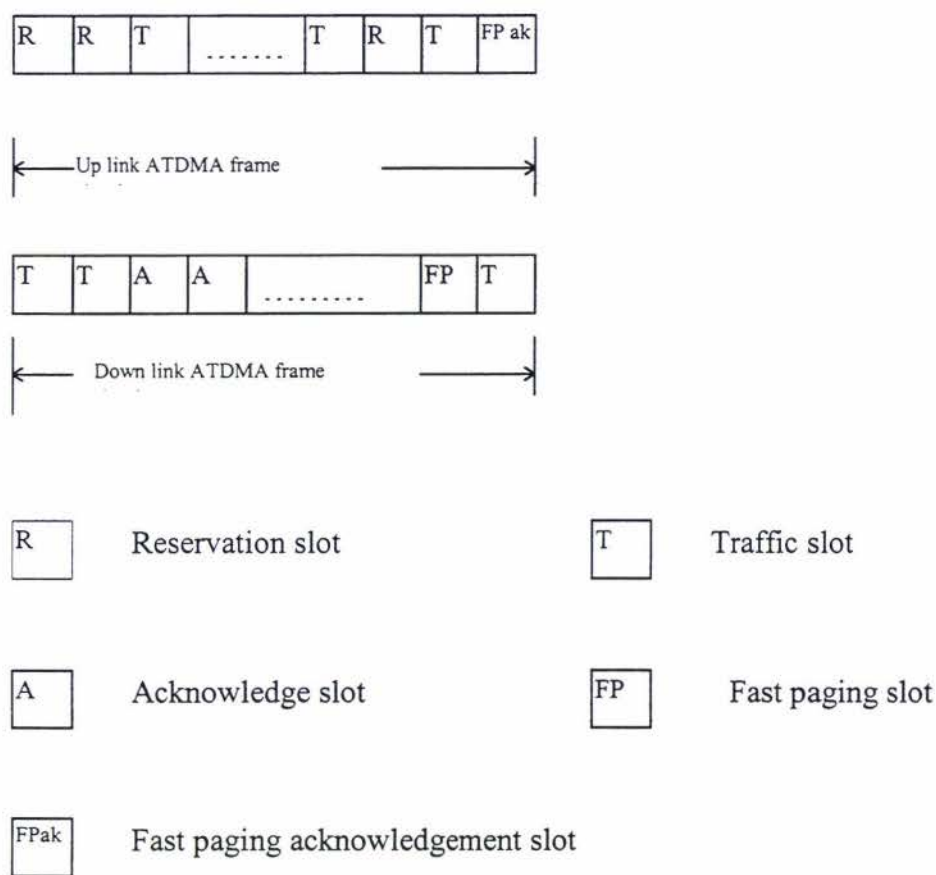 R R T ....... T R T FP ak
Up link ATDMA frame
T T A A ......... FP T
Down link ATDMA frame
R Reservation slot T Traffic slot
A Acknowledge slot FP Fast paging slot
FPak Fast paging acknowledgement slot